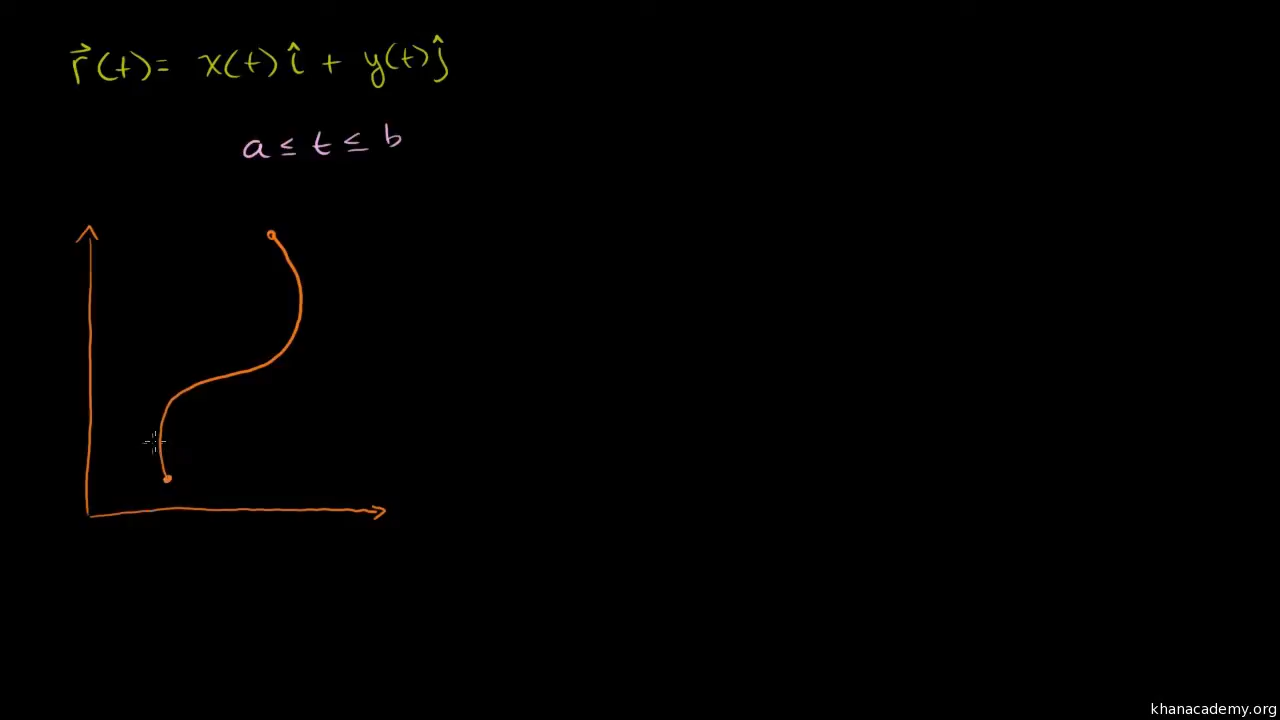 r⃗(t)= x(t) î + y(t) ĵ
a ≤ t ≤ b
khanacademy.org